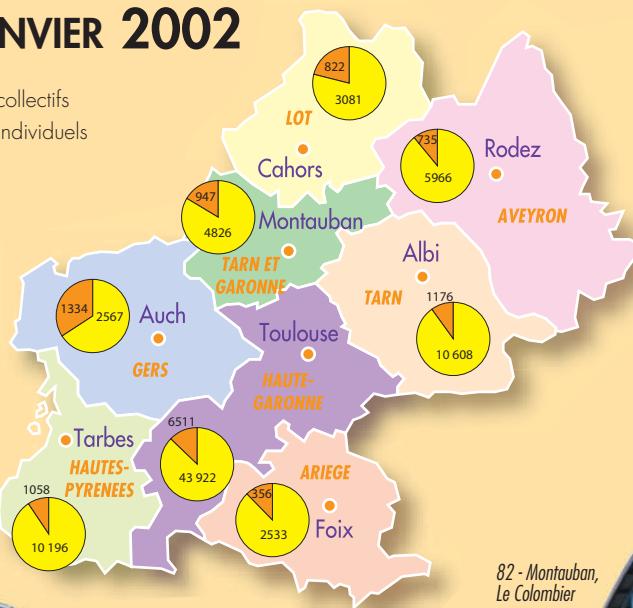 NVIER 2002
collectifs
ndividuels
822
3081
LOT
Cahors
735
5966
Rodez
AVEYRON
947
4826
Montauban
TARN ET
GARONNE
Albi
TARN
1176
10 608
1334
2567
Auch
GERS
Toulouse
HAUTE-
GARONNE
6511
43 922
Tarbes
HAUTES-
PYRENEES
1058
10 196
ARIEGE
356
2533
Foix
82 - Montauban,
Le Colombier